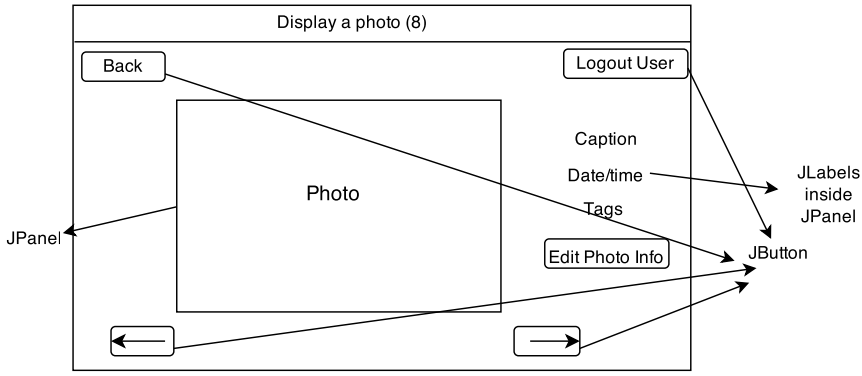 Display a photo (8)
Back
Logout User
Caption
Date/time
Tags
Photo
Edit Photo Info
JPanel
JLabels
inside
JPanel
JButton